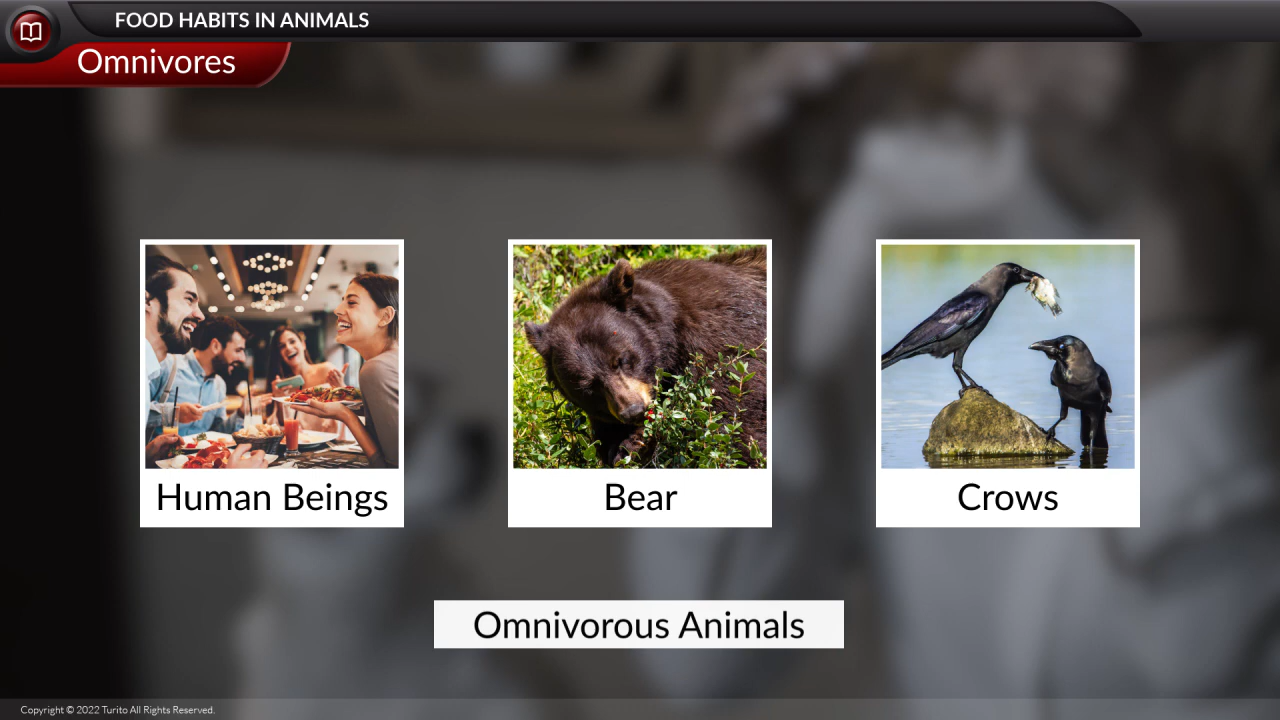 FOOD HABITS IN ANIMALS
Omnivores
Human Beings
Bear
Crows
Omnivorous Animals
Copyright © 2022 Turito All Rights Reserved.